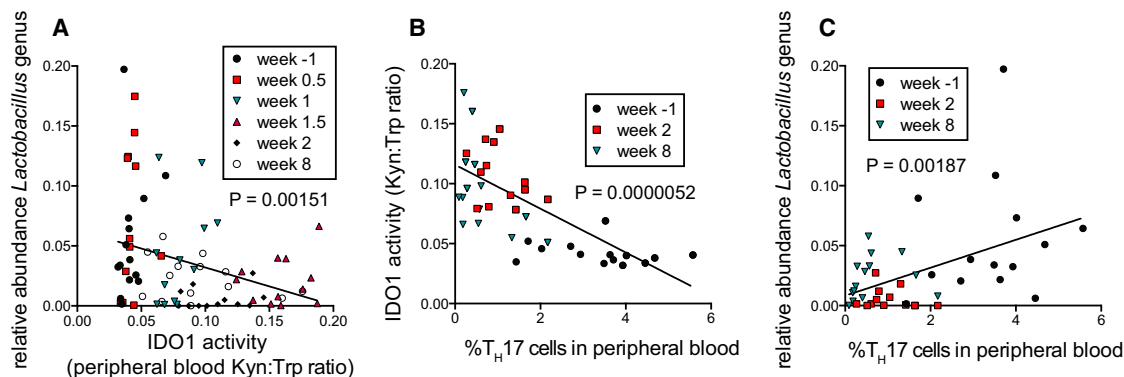 A
relative abundance Lactobacillus genus
0.20
0.15
0.10
0.05
0.00
0.00
0.05
0.10
0.15
0.20
week -1
week 0.5
week 1
week 1.5
week 2
week 8
P = 0.00151
IDO1 activity
(peripheral blood Kyn:Trp ratio)
B
IDO1 activity (Kyn:Trp ratio)
0.20
0.15
0.10
0.05
0.00
0
2
4
6
week -1
week 2
week 8
P = 0.0000052
%TH17 cells in peripheral blood
C
relative abundance Lactobacillus genus
0.20
0.15
0.10
0.05
0.00
0
2
4
6
week -1
week 2
week 8
P = 0.00187
%TH17 cells in peripheral blood